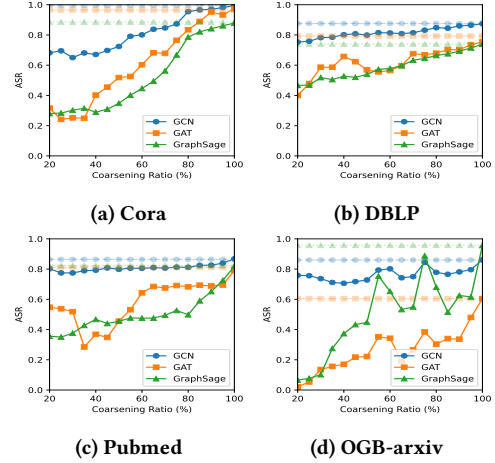 1.0
0.8
0.6
0.4
0.2
0.0
ASR
20 40 60 80 100
Coarsening Ratio (%)
GCN
GAT
GraphSage
(a) Cora
1.0
0.8
0.6
0.4
0.2
0.0
ASR
20 40 60 80 100
Coarsening Ratio (%)
GCN
GAT
GraphSage
(b) DBLP
1.0
0.8
0.6
0.4
0.2
0.0
ASR
20 40 60 80 100
Coarsening Ratio (%)
GCN
GAT
GraphSage
(c) Pubmed
1.0
0.8
0.6
0.4
0.2
0.0
ASR
20 40 60 80 100
Coarsening Ratio (%)
GCN
GAT
GraphSage
(d) OGB-arxiv